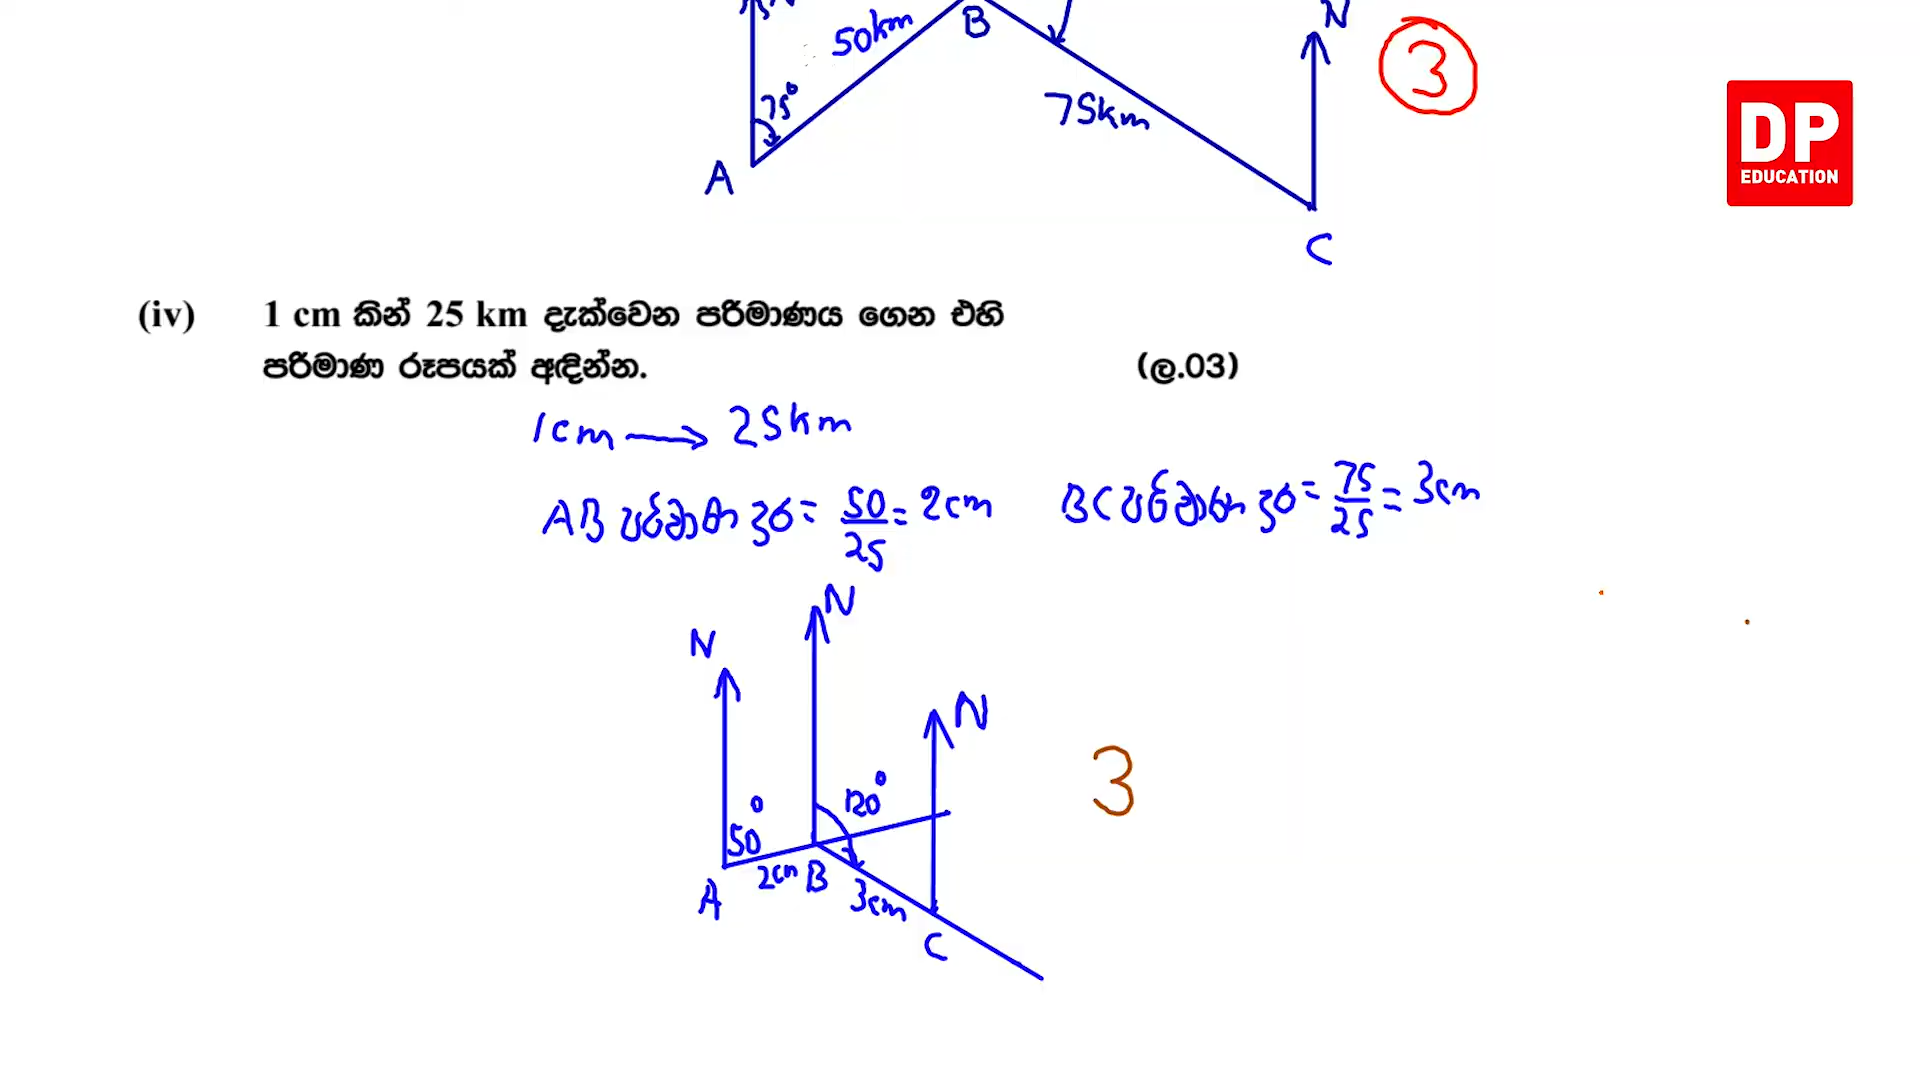 50km
B
N
3
75°
75km
A
C
DP
EDUCATION
(iv) 1 cm කින් 25 km දැක්වෙන පරිමාණය ගෙන එහි
පරිමාණ රූපයක් අඳින්න. (ල.03)
1cm → 25km
AB පරිමාණ දුර = 50/25 = 2cm BC පරිමාණ දුර = 75/25 = 3cm
N
N
N
120°
3
50°
2cm B
3cm
A
C